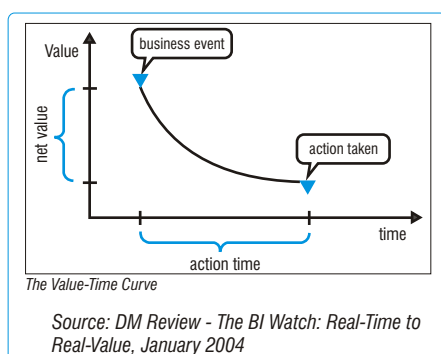 Value
business event
net value
action taken
time
action time
The Value-Time Curve
Source: DM Review - The BI Watch: Real-Time to
Real-Value, January 2004